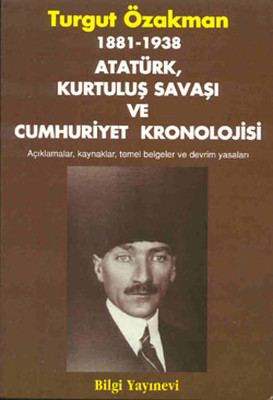 Turgut Özakman
1881-1938
ATATÜRK,
KURTULUŞ SAVAŞI
VE
CUMHURİYET KRONOLOJİSİ
Açıklamalar, kaynaklar, temel belgeler ve devrim yasaları
Bilgi Yayınevi